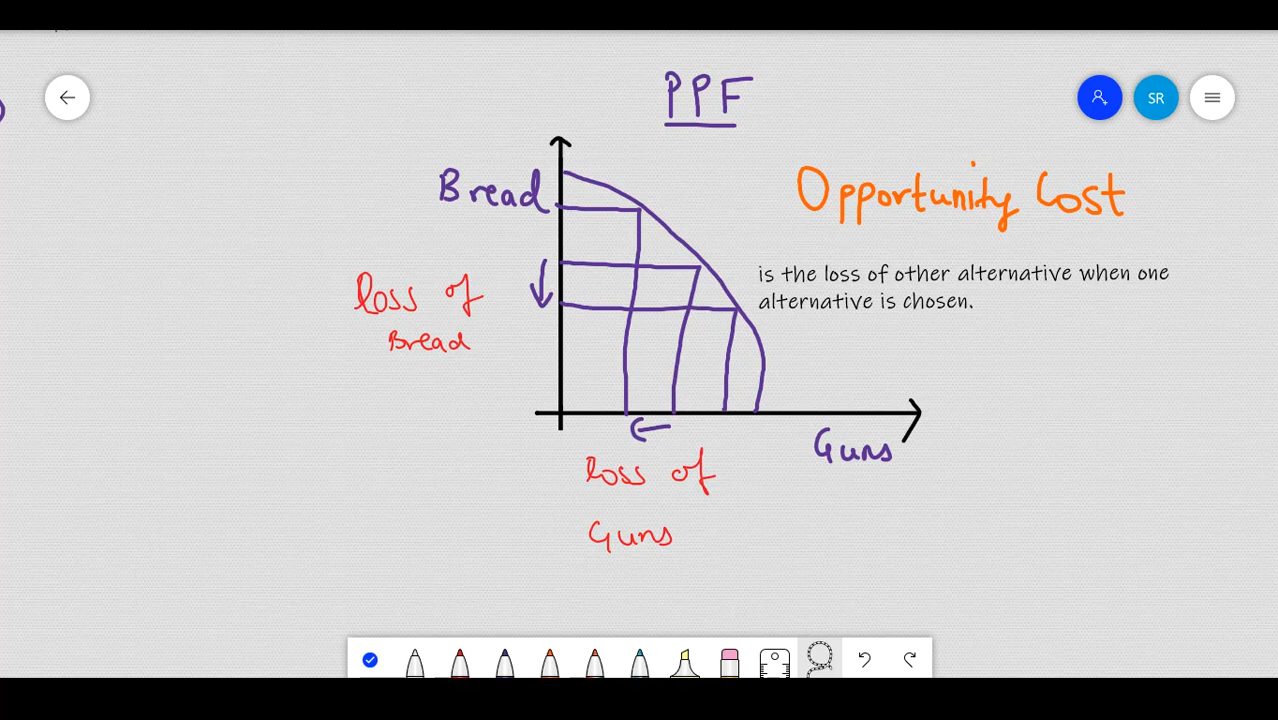 PPF
SR
Bread
Opportunity Cost
is the loss of other alternative when one
alternative is chosen.
loss of
Bread
Guns
loss of
Guns